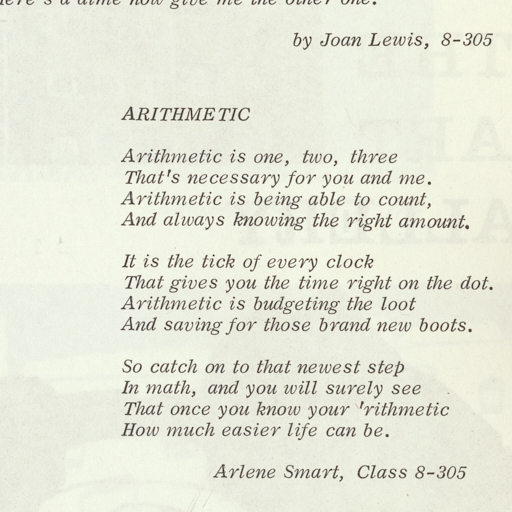 here's a dime now give me the other one.
by Joan Lewis, 8-305
ARITHMETIC
Arithmetic is one, two, three
That's necessary for you and me.
Arithmetic is being able to count,
And always knowing the right amount.
It is the tick of every clock
That gives you the time right on the dot.
Arithmetic is budgeting the loot
And saving for those brand new boots.
So catch on to that newest step
In math, and you will surely see
That once you know your 'rithmetic
How much easier life can be.
Arlene Smart, Class 8-305